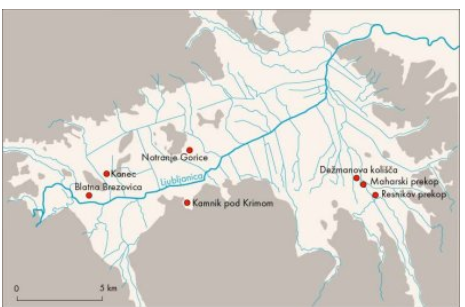 Dežmanova kolišča
Maharski prekop
Resnikov prekop
Notranje Gorice
Ljubljanica
Konec
Blatna Brezovica
Kamnik pod Krimom
0 5 km